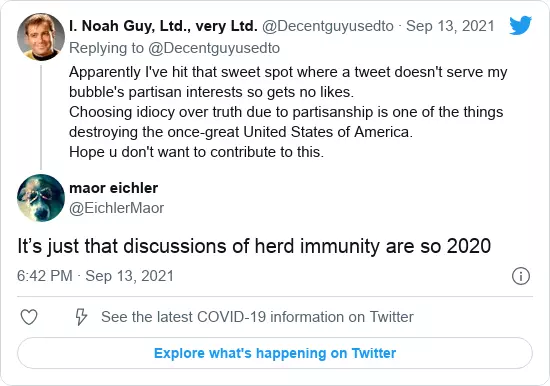 I. Noah Guy, Ltd., very Ltd. @Decentguyusedto · Sep 13, 2021
Replying to @Decentguyusedto
Apparently I've hit that sweet spot where a tweet doesn't serve my
bubble's partisan interests so gets no likes.
Choosing idiocy over truth due to partisanship is one of the things
destroying the once-great United States of America.
Hope u don't want to contribute to this.
maor eichler
@EichlerMaor
It’s just that discussions of herd immunity are so 2020
6:42 PM · Sep 13, 2021
See the latest COVID-19 information on Twitter
Explore what's happening on Twitter